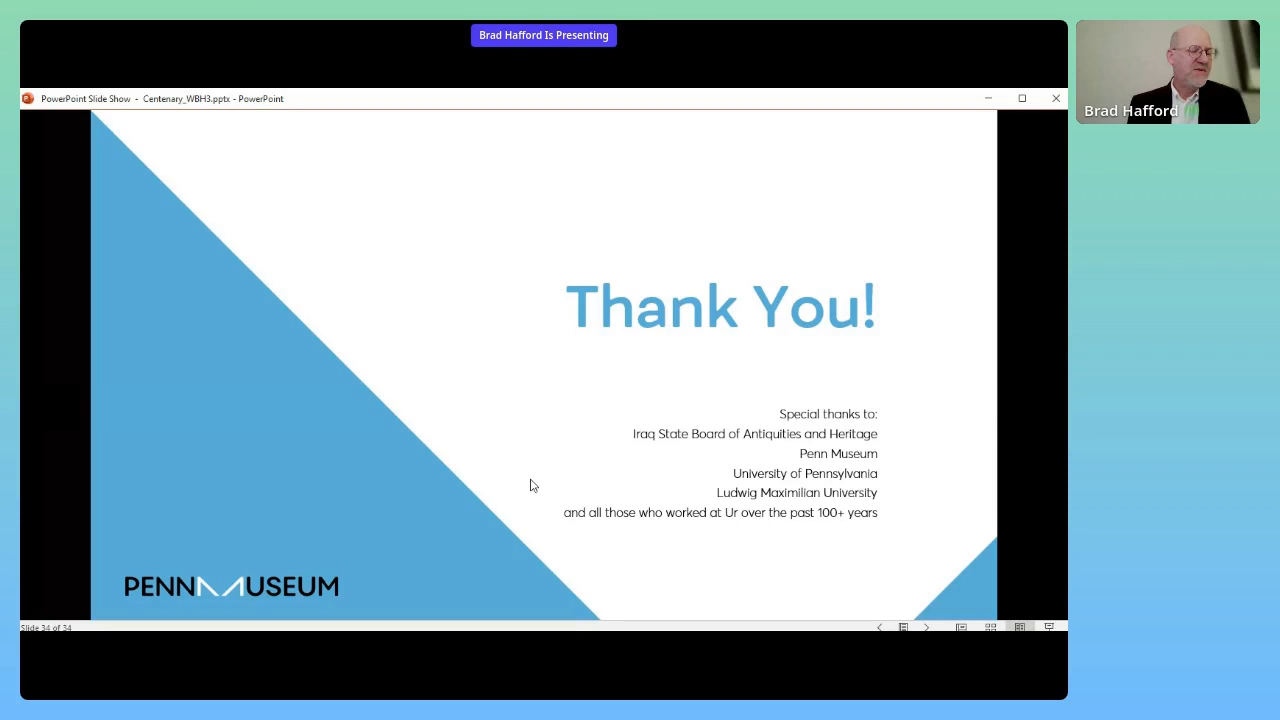 Brad Hafford Is Presenting
PowerPoint Slide Show - Centenary_WBH3.pptx - PowerPoint
Brad Hafford
Thank You!
Special thanks to:
Iraq State Board of Antiquities and Heritage
Penn Museum
University of Pennsylvania
Ludwig Maximilian University
and all those who worked at Ur over the past 100+ years
PENN MUSEUM
Slide 34 of 34